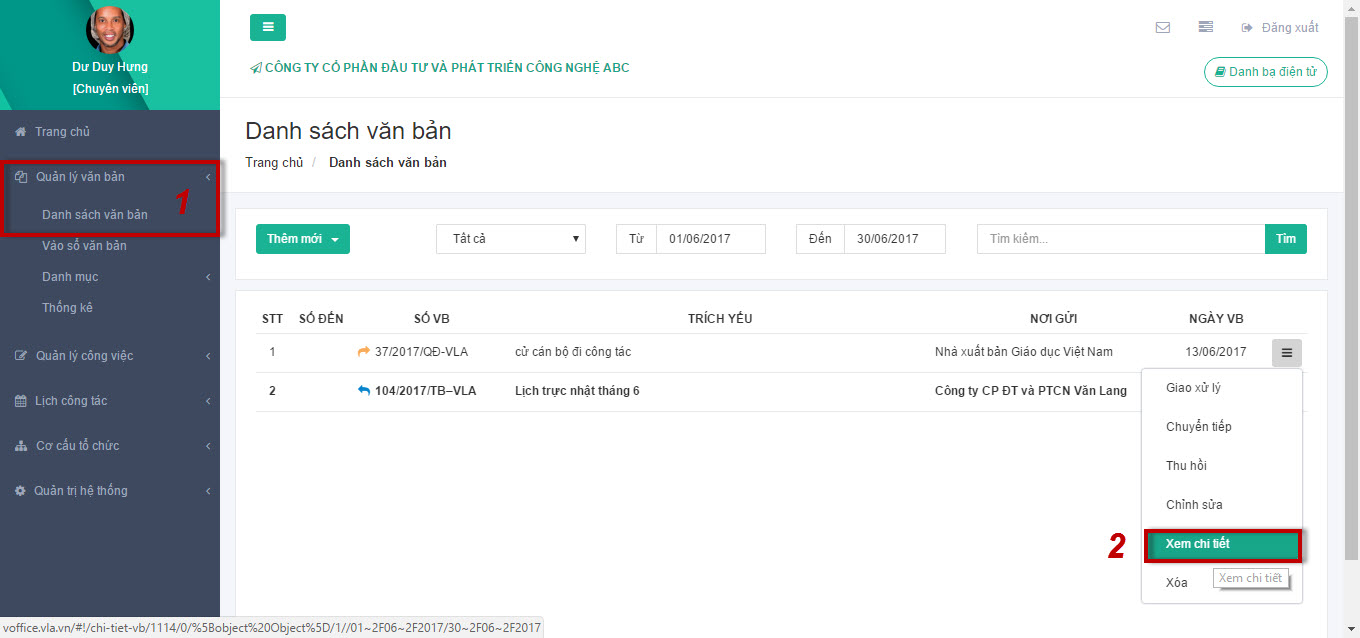 Dư Duy Hưng
[Chuyên viên]
Trang chủ
Quản lý văn bản
1
Danh sách văn bản
Vào sổ văn bản
Danh mục
Thống kê
Quản lý công việc
Lịch công tác
Cơ cấu tổ chức
Quản trị hệ thống
Đăng xuất
CÔNG TY CỔ PHẦN ĐẦU TƯ VÀ PHÁT TRIỂN CÔNG NGHỆ ABC
Danh bạ điện tử
Danh sách văn bản
Trang chủ / Danh sách văn bản
Thêm mới Tất cả Từ 01/06/2017 Đến 30/06/2017 Tìm kiếm... Tìm
STT SỐ ĐẾN SỐ VB TRÍCH YẾU NƠI GỬI NGÀY VB
1 37/2017/QĐ-VLA cử cán bộ đi công tác Nhà xuất bản Giáo dục Việt Nam 13/06/2017
2 104/2017/TB–VLA Lịch trực nhật tháng 6 Công ty CP ĐT và PTCN Văn Lang
Giao xử lý
Chuyển tiếp
Thu hồi
Chỉnh sửa
2 Xem chi tiết
Xóa
Xem chi tiết
voffice.vla.vn/#!/chi-tiet-vb/1114/0/%5Bobject%20Object%5D/1//01~2F06~2F2017/30~2F06~2F2017